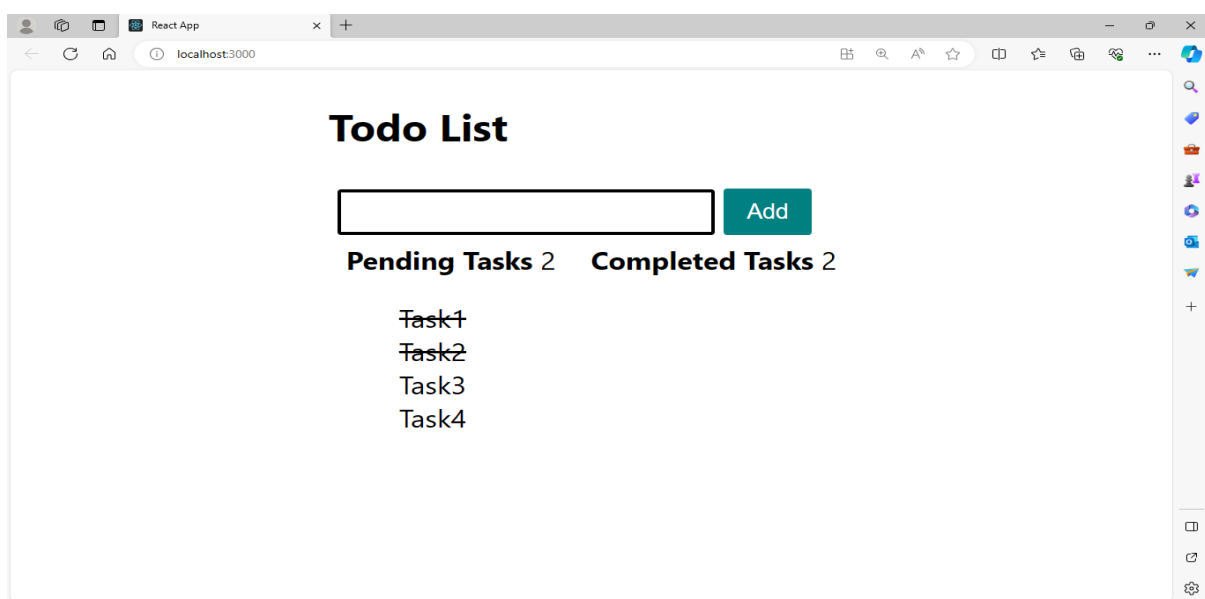 React App
localhost:3000
Todo List
Add
Pending Tasks 2 Completed Tasks 2
Task1
Task2
Task3
Task4